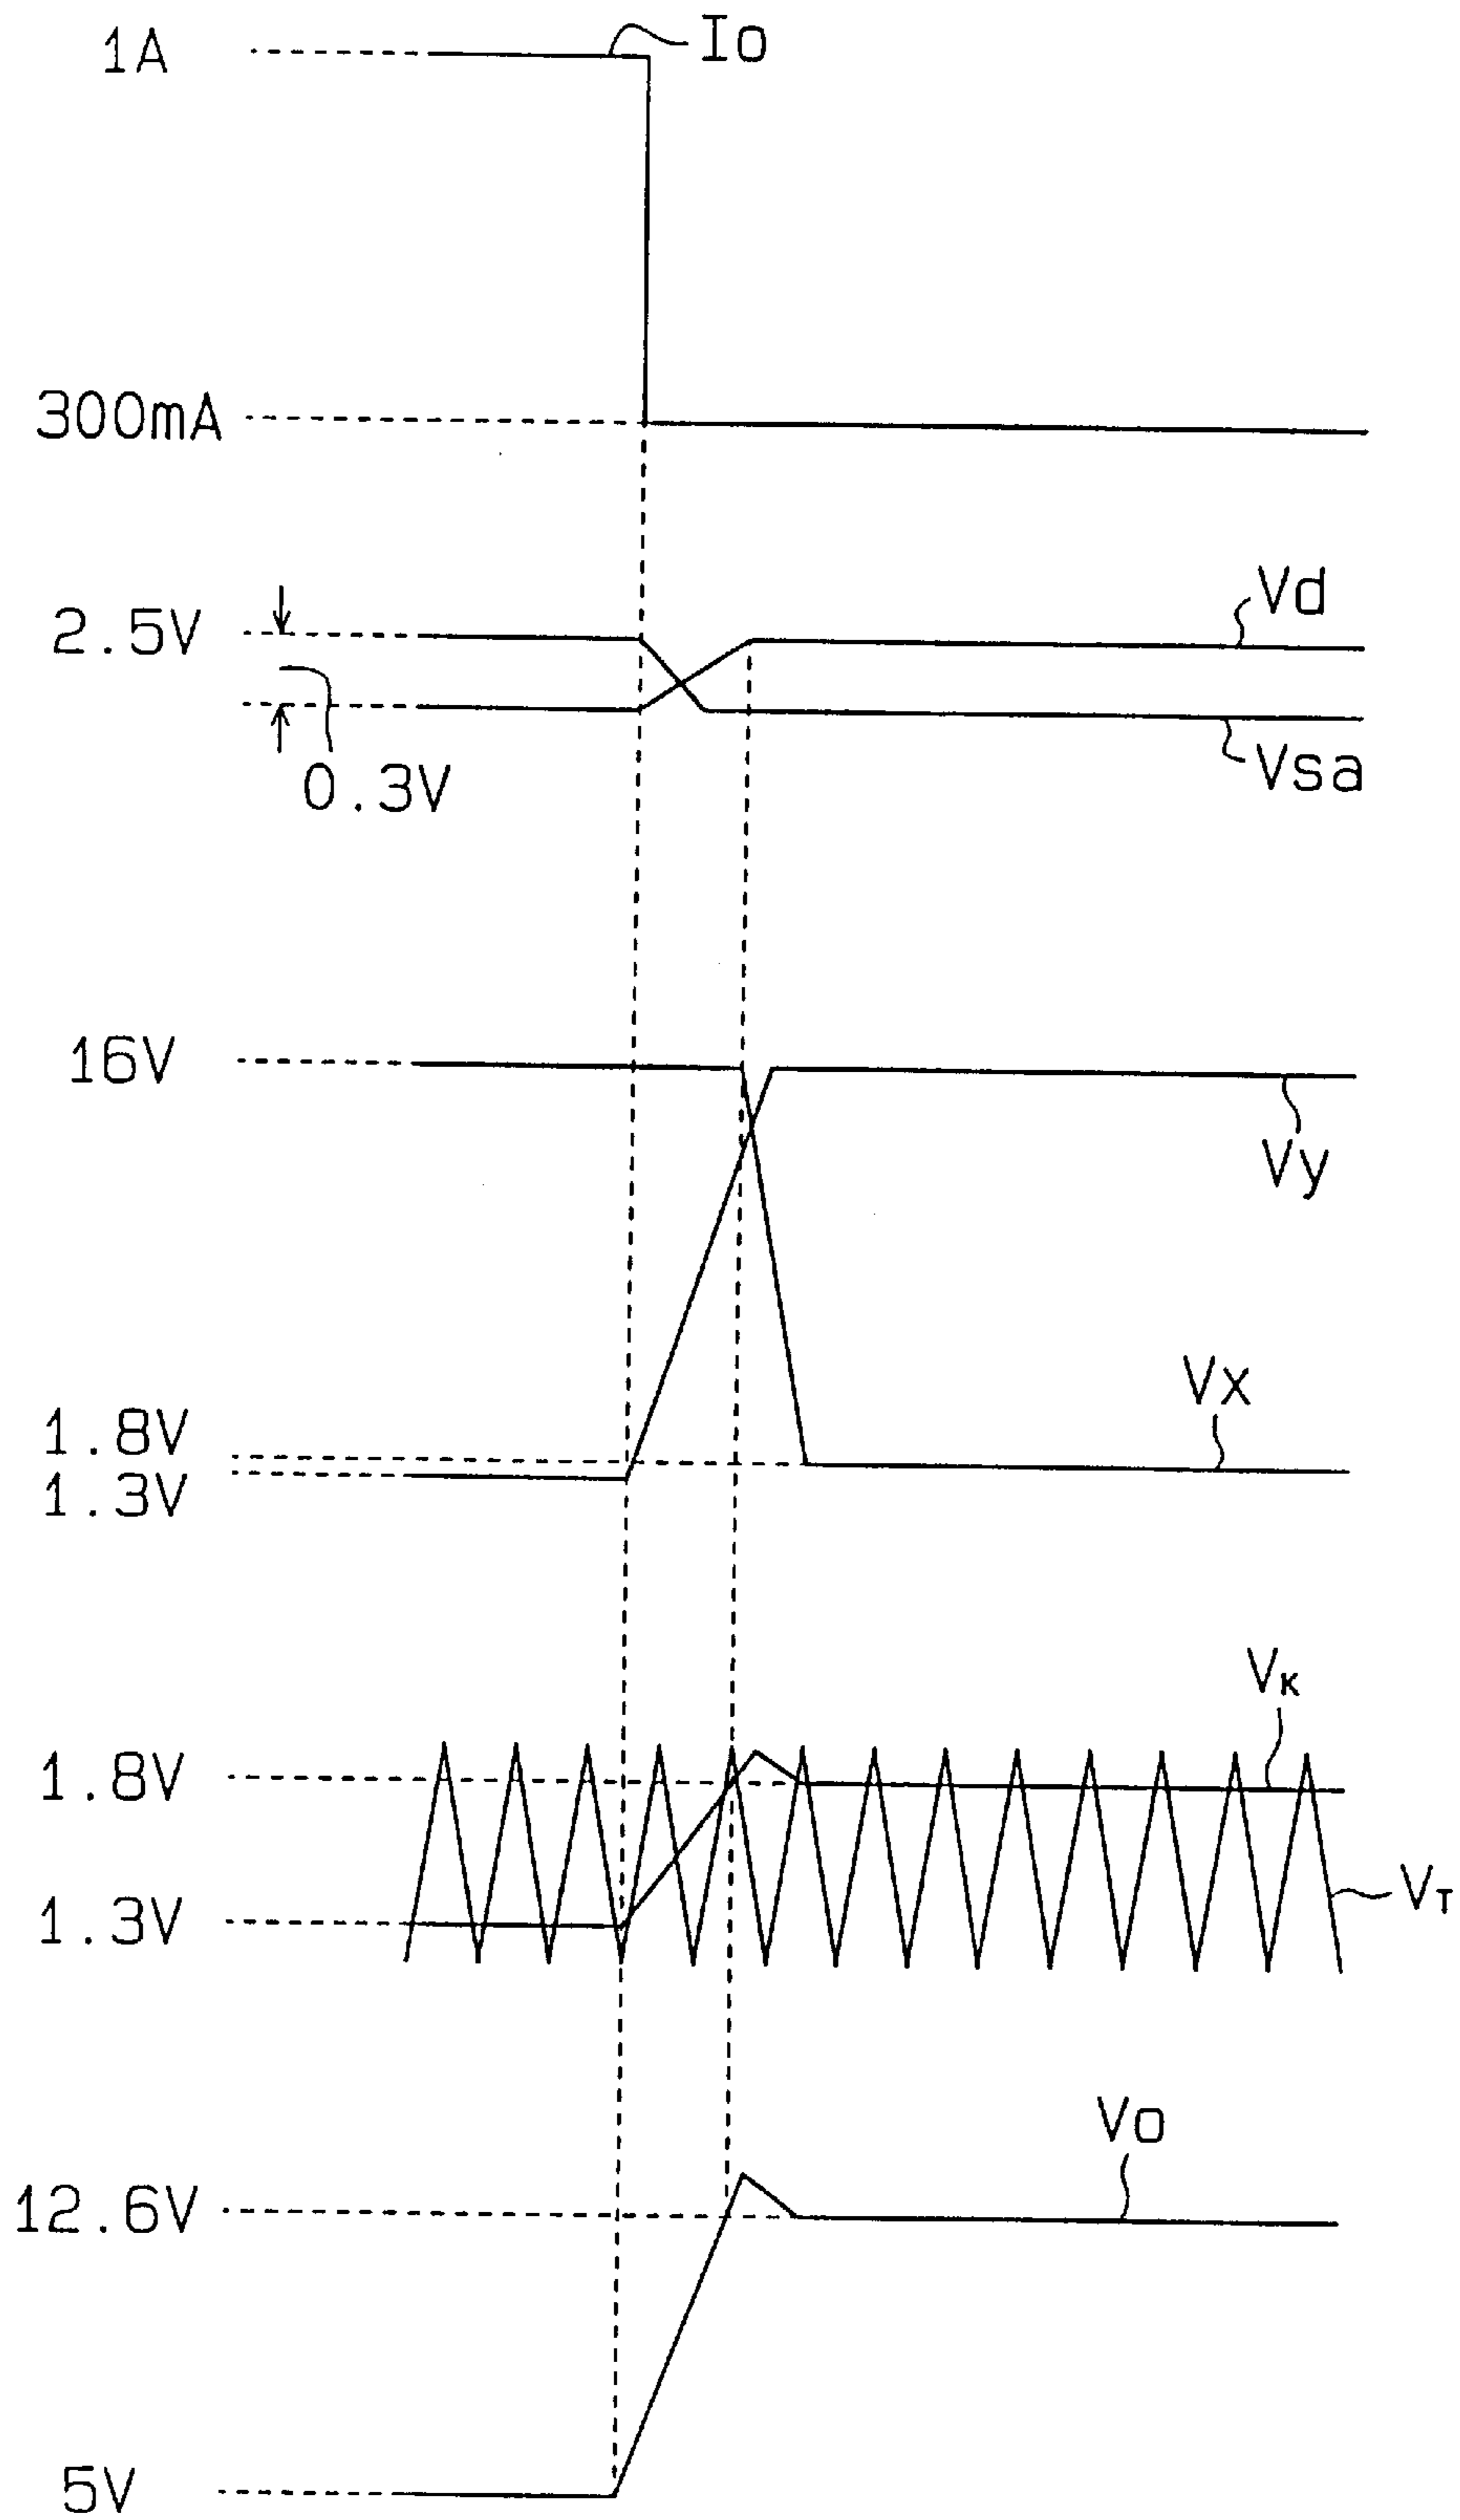 1A
Io
300mA
2.5V
Vd
0.3V
Vsa
16V
Vy
1.8V
Vx
1.3V
VK
1.8V
VT
1.3V
Vo
12.6V
5V